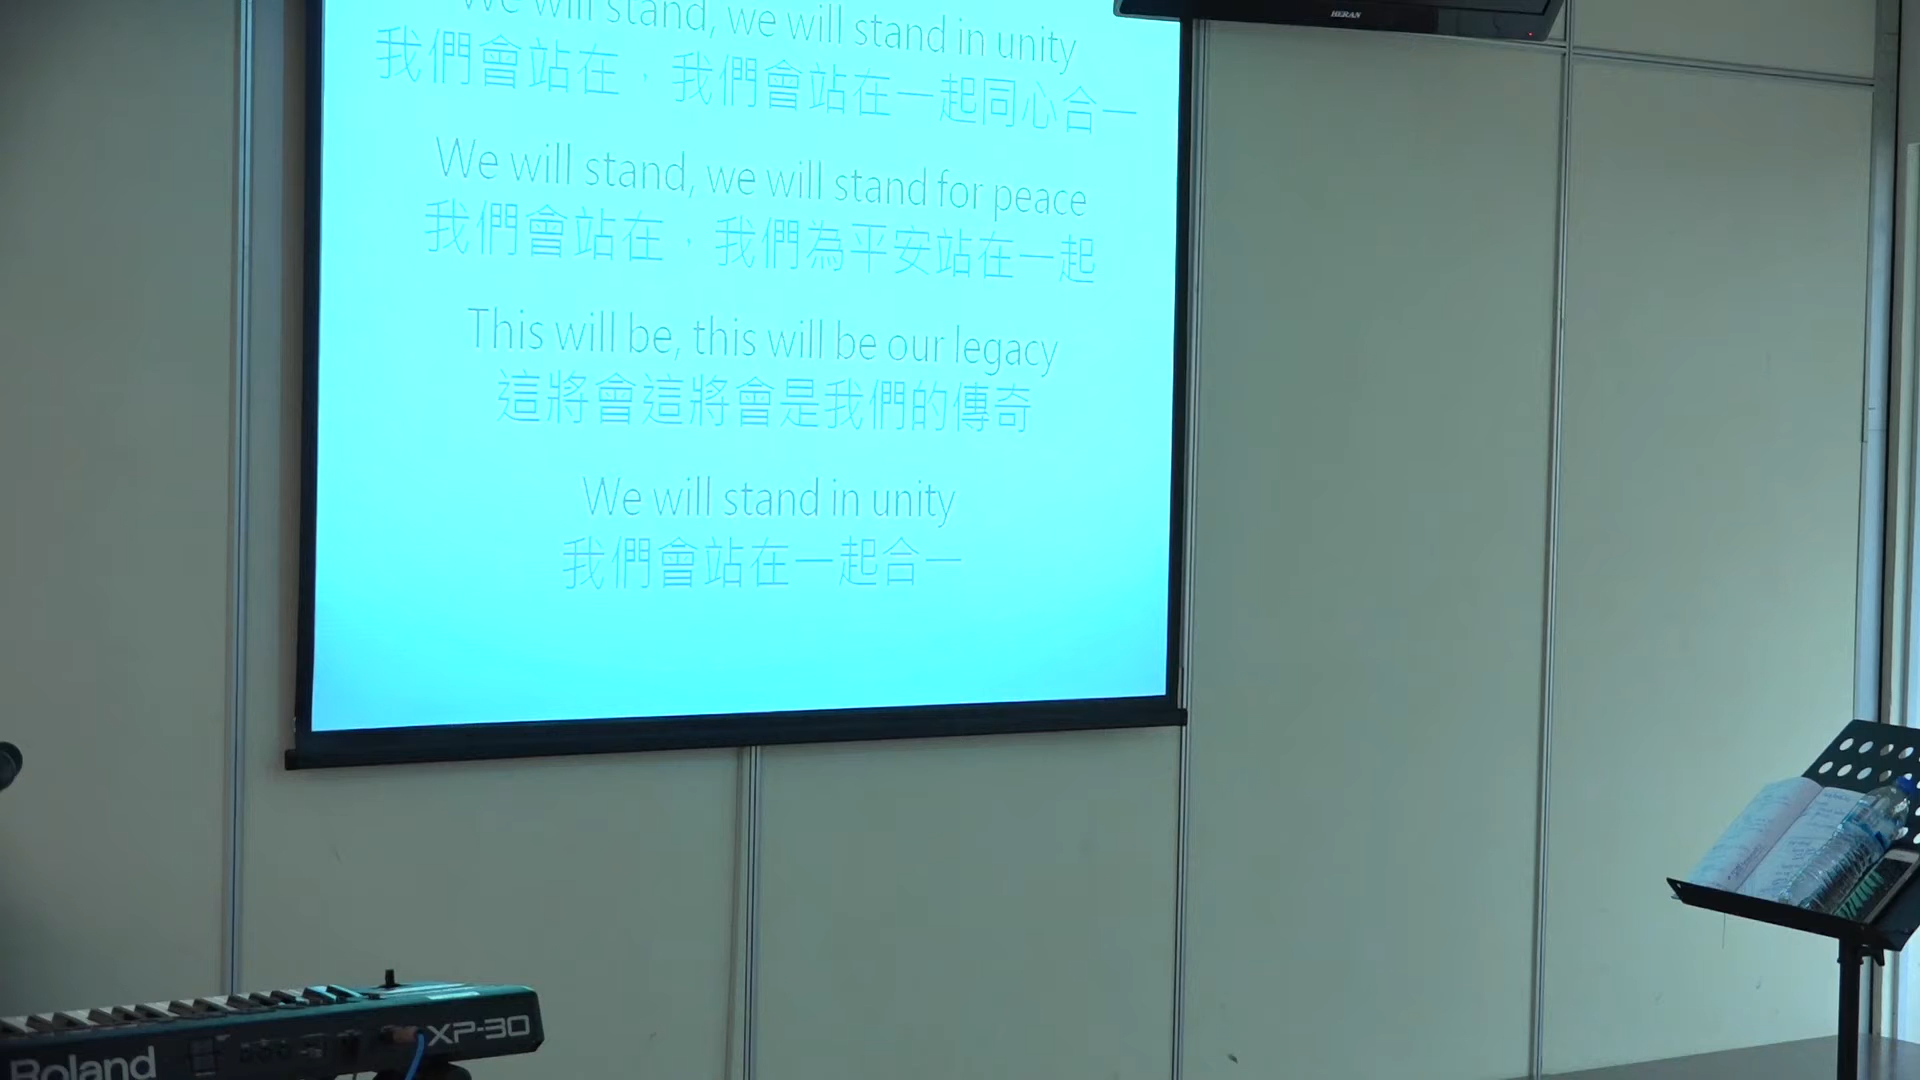 We will stand, we will stand in unity
我們會站在，我們會站在一起同心合一
We will stand, we will stand for peace
我們會站在，我們為平安站在一起
This will be, this will be our legacy
這將會這將會是我們的傳奇
We will stand in unity
我們會站在一起合一
HERAN
XP-30
Roland